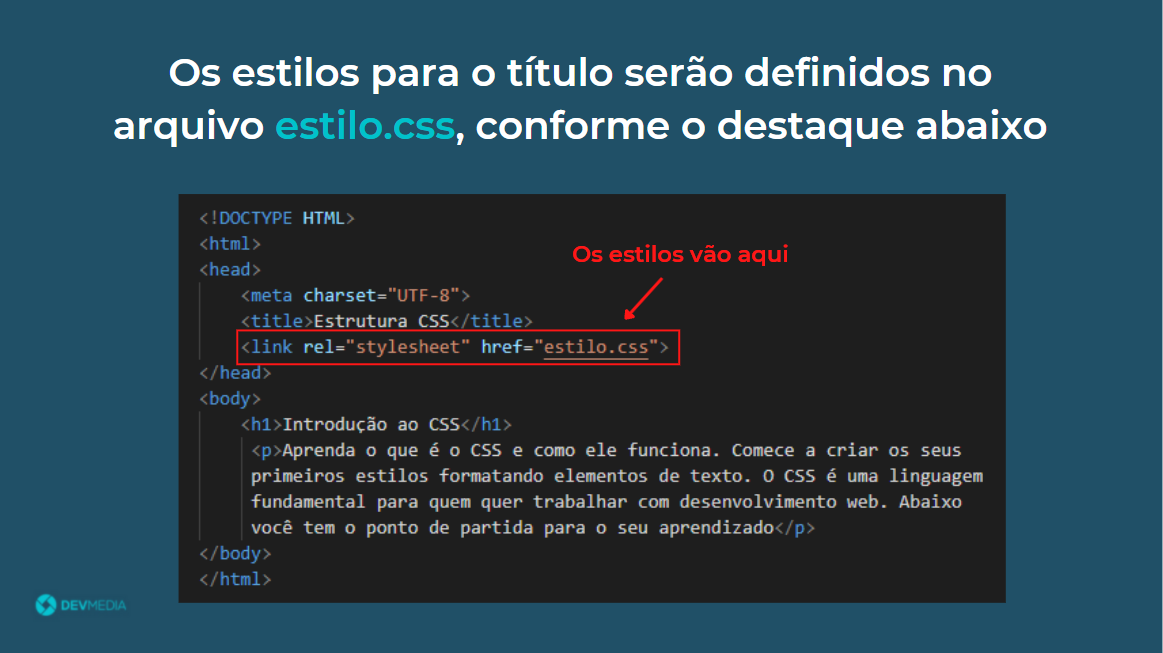 Os estilos para o título serão definidos no
arquivo estilo.css, conforme o destaque abaixo
<!DOCTYPE HTML>
<html>
Os estilos vão aqui
<head>
<meta charset="UTF-8">
<title>Estrutura CSS</title>
<link rel="stylesheet" href="estilo.css">
</head>
<body>
<h1>Introdução ao CSS</h1>
<p>Aprenda o que é o CSS e como ele funciona. Comece a criar os seus
primeiros estilos formatando elementos de texto. O CSS é uma linguagem
fundamental para quem quer trabalhar com desenvolvimento web. Abaixo
você tem o ponto de partida para o seu aprendizado</p>
</body>
</html>
DEVMEDIA